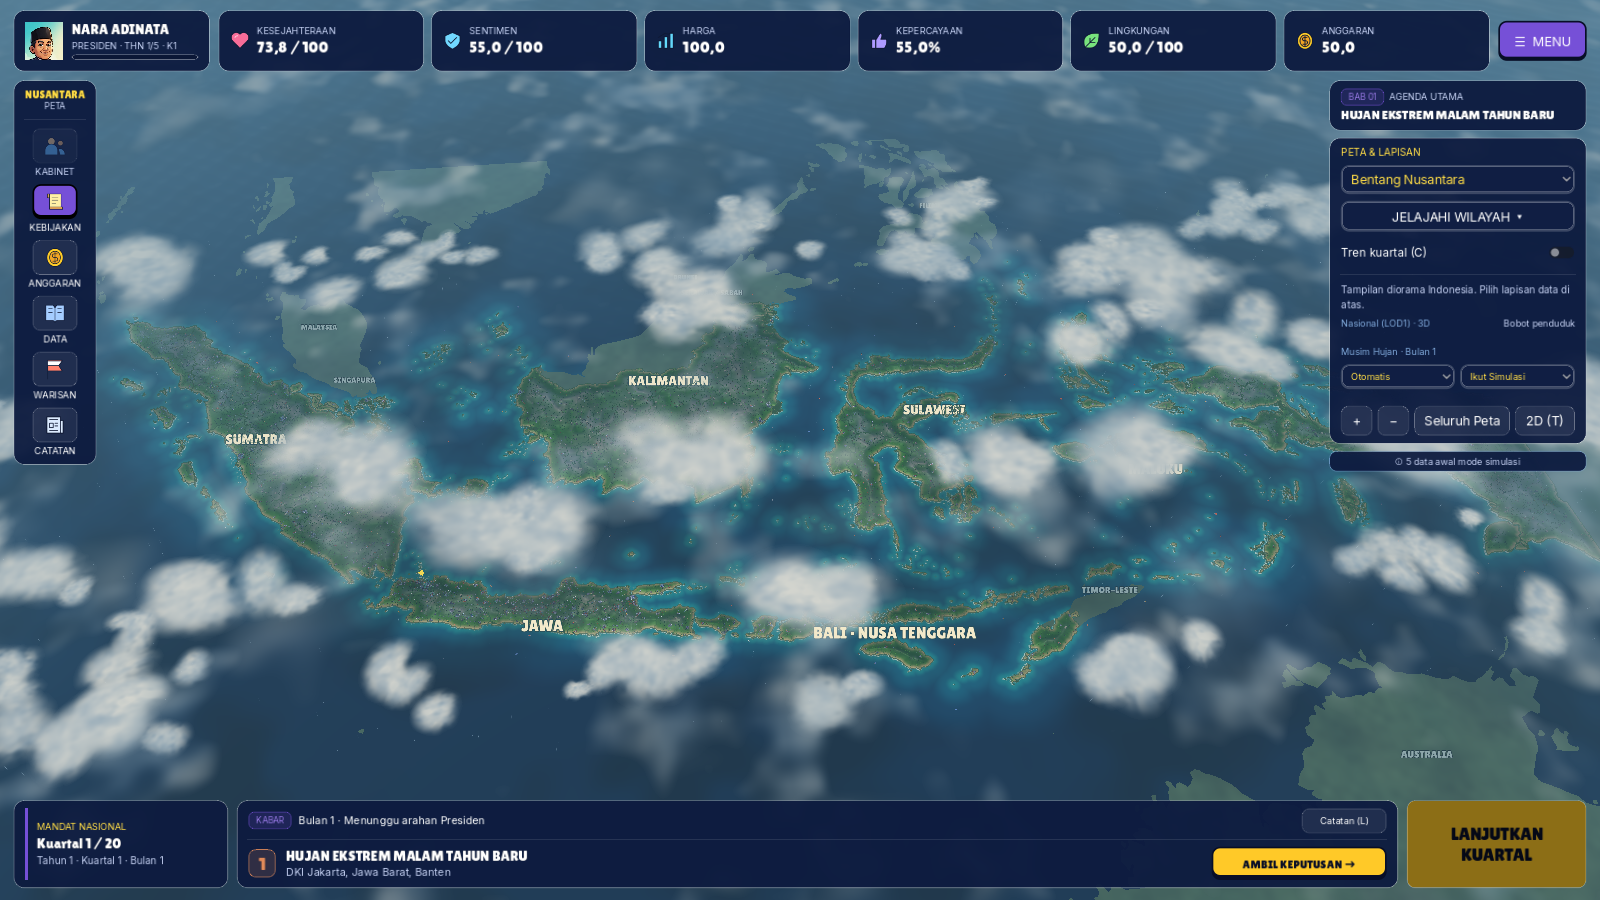 NARA ADINATA
PRESIDEN · THN 1/5 · K1
KESEJAHTERAAN
73,8 / 100
SENTIMEN
55,0 / 100
HARGA
100,0
KEPERCAYAAN
55,0%
LINGKUNGAN
50,0 / 100
ANGGARAN
50,0
☰ MENU
NUSANTARA
PETA
KABINET
KEBIJAKAN
ANGGARAN
DATA
WARISAN
CATATAN
BAB 01 AGENDA UTAMA
HUJAN EKSTREM MALAM TAHUN BARU
PETA & LAPISAN
Bentang Nusantara
JELAJAHI WILAYAH ▾
Tren kuartal (C)
Tampilan diorama Indonesia. Pilih lapisan data di
atas.
Nasional (LOD1) · 3D Bobot penduduk
Musim Hujan · Bulan 1
Otomatis Ikut Simulasi
+ − Seluruh Peta 2D (T)
5 data awal mode simulasi
MALAYSIA
SINGAPURA
KALIMANTAN
SULAWESI
SUMATRA
TIMOR-LESTE
JAWA
BALI · NUSA TENGGARA
AUSTRALIA
MANDAT NASIONAL
Kuartal 1 / 20
Tahun 1 · Kuartal 1 · Bulan 1
KABAR Bulan 1 · Menunggu arahan Presiden
Catatan (L)
1 HUJAN EKSTREM MALAM TAHUN BARU
DKI Jakarta, Jawa Barat, Banten
AMBIL KEPUTUSAN →
LANJUTKAN
KUARTAL